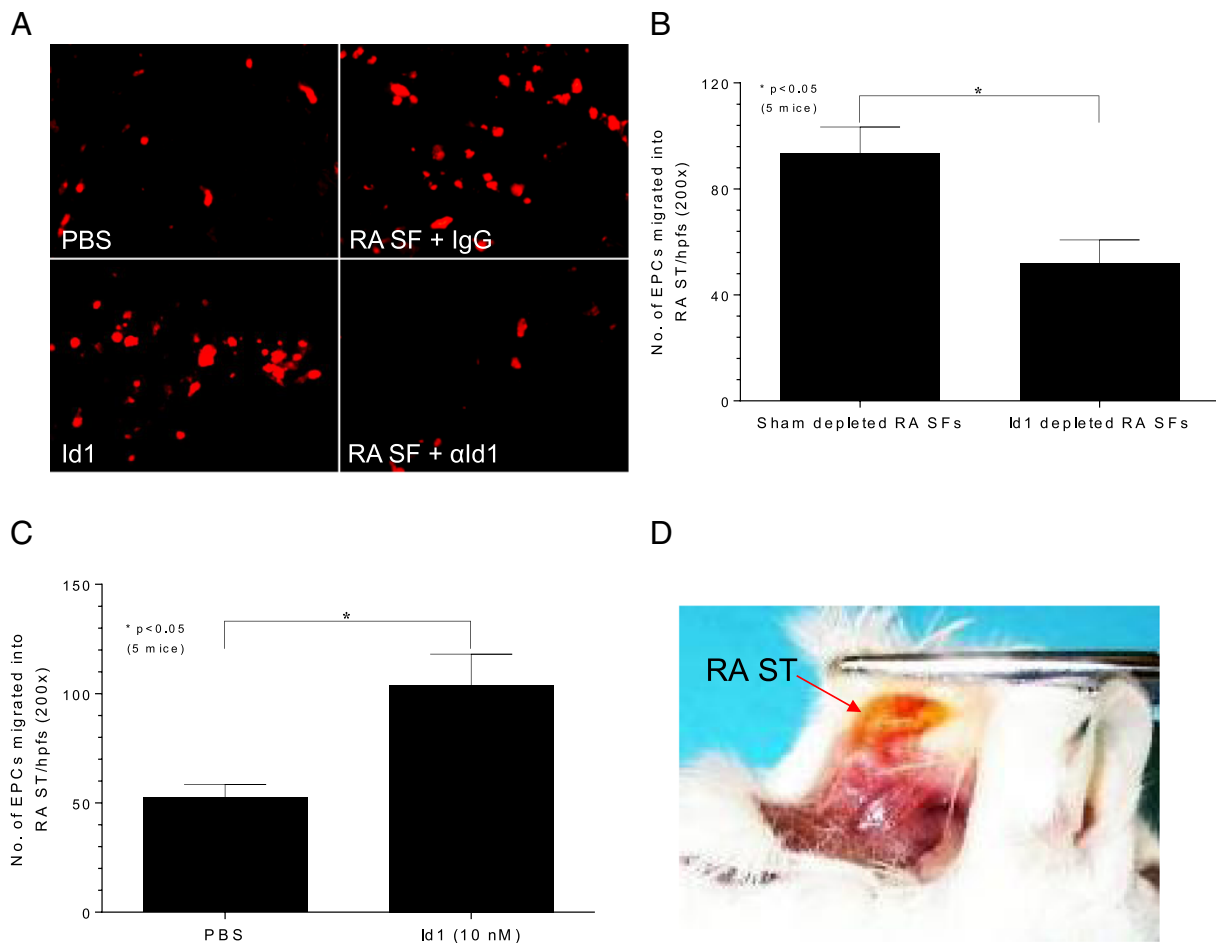 A
PBS
RA SF + IgG
Id1
RA SF + αId1
B
* p<0.05
(5 mice)
*
No. of EPCs migrated into
RA ST/hpfs (200x)
120
80
40
0
Sham depleted RA SFs
Id1 depleted RA SFs
C
* p<0.05
(5 mice)
*
No. of EPCs migrated into
RA ST/hpfs (200x)
150
100
50
0
PBS
Id1 (10 nM)
D
RA ST